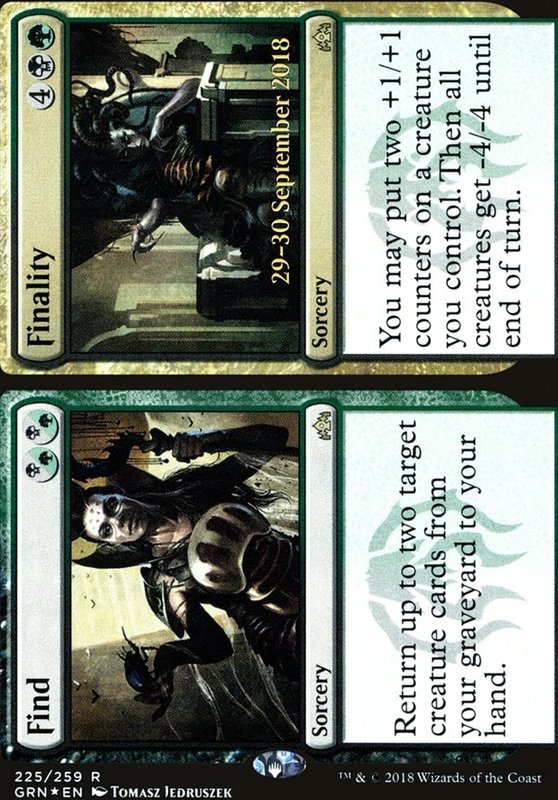 Finality
4
29-30 September 2018
Sorcery
You may put two +1/+1
counters on a creature
you control. Then all
creatures get -4/-4 until
end of turn.
Find
Sorcery
Return up to two target
creature cards from
your graveyard to your
hand.
225/259 R
GRN★EN Tomasz Jedruszek
™ & © 2018 Wizards of the Coast